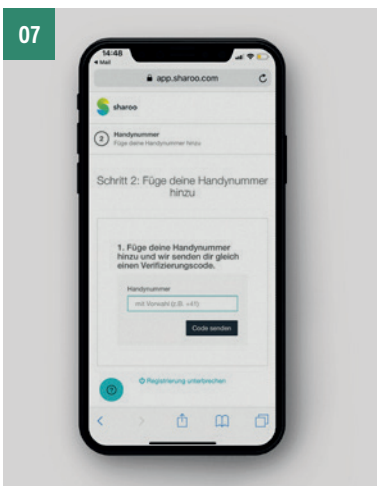 07
14:48
Mail
app.sharoo.com
sharoo
2
Handynummer
Füge deine Handynummer hinzu
Schritt 2: Füge deine Handynummer
hinzu
1. Füge deine Handynummer
hinzu und wir senden dir gleich
einen Verifizierungscode.
Handynummer
mit Vorwahl (z.B. +41)
Code senden
Registrierung unterbrechen